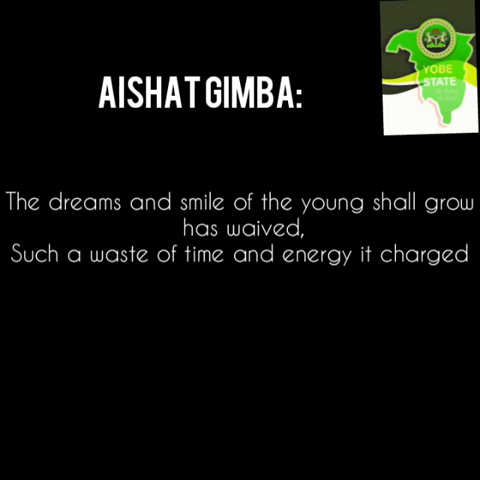 YOBE
STATE
AISHAT GIMBA:
The dreams and smile of the young shall grow
has waived,
Such a waste of time and energy it charged